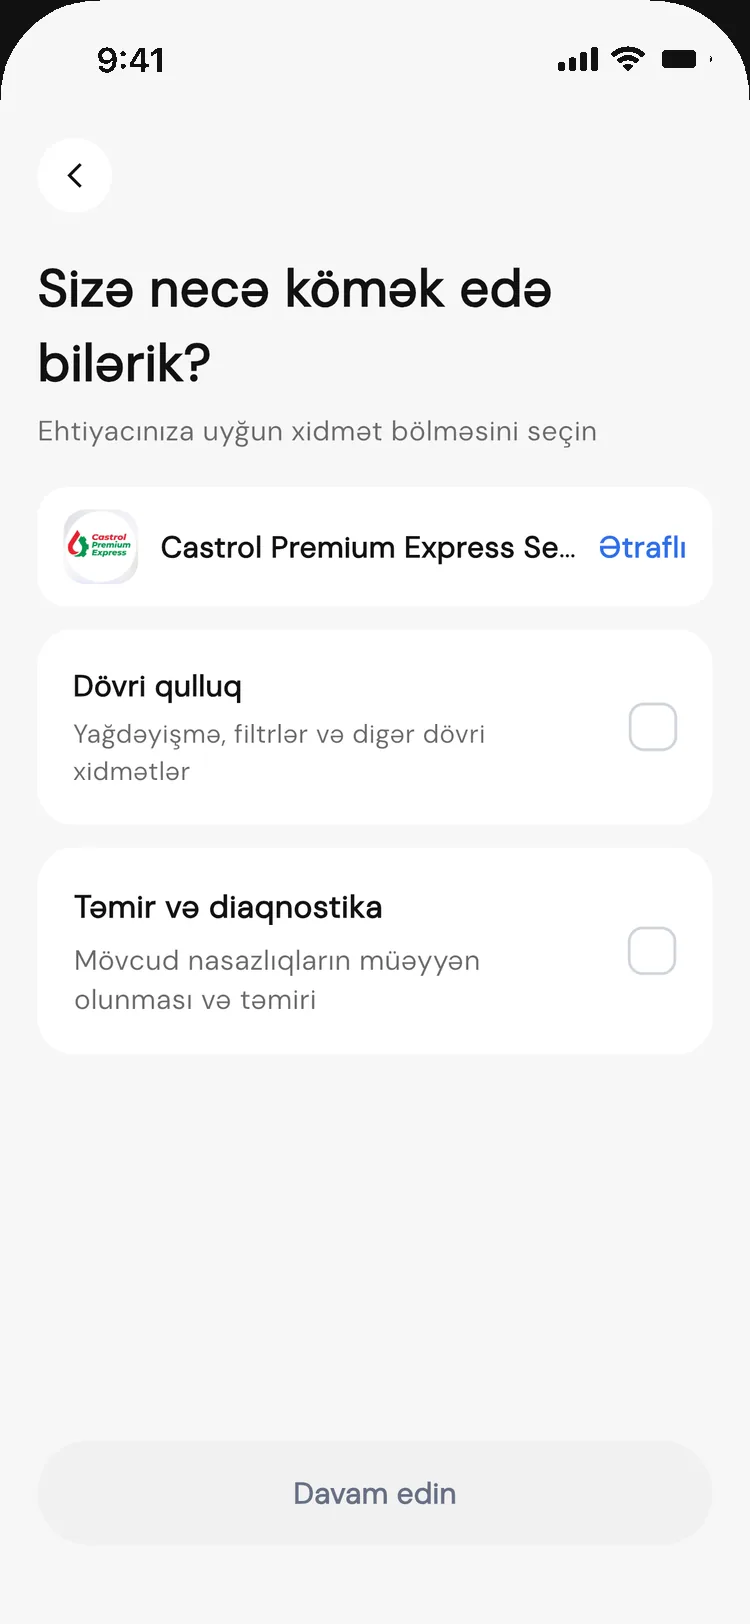 9:41
Sizə necə kömək edə
bilərik?
Ehtiyacınıza uyğun xidmət bölməsini seçin
Castrol
Premium
Express
Castrol Premium Express Se...
Ətraflı
Dövri qulluq
Yağdəyişmə, filtrlər və digər dövri
xidmətlər
Təmir və diaqnostika
Mövcud nasazlıqların müəyyən
olunması və təmiri
Davam edin